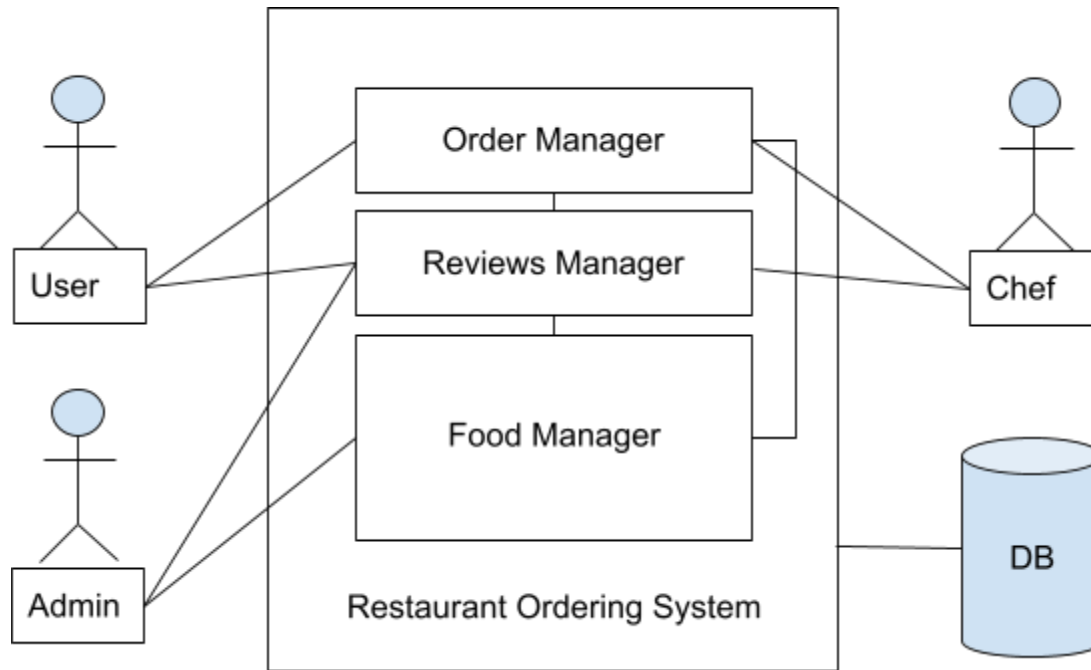 Order Manager
Reviews Manager
User
Chef
Food Manager
DB
Admin
Restaurant Ordering System